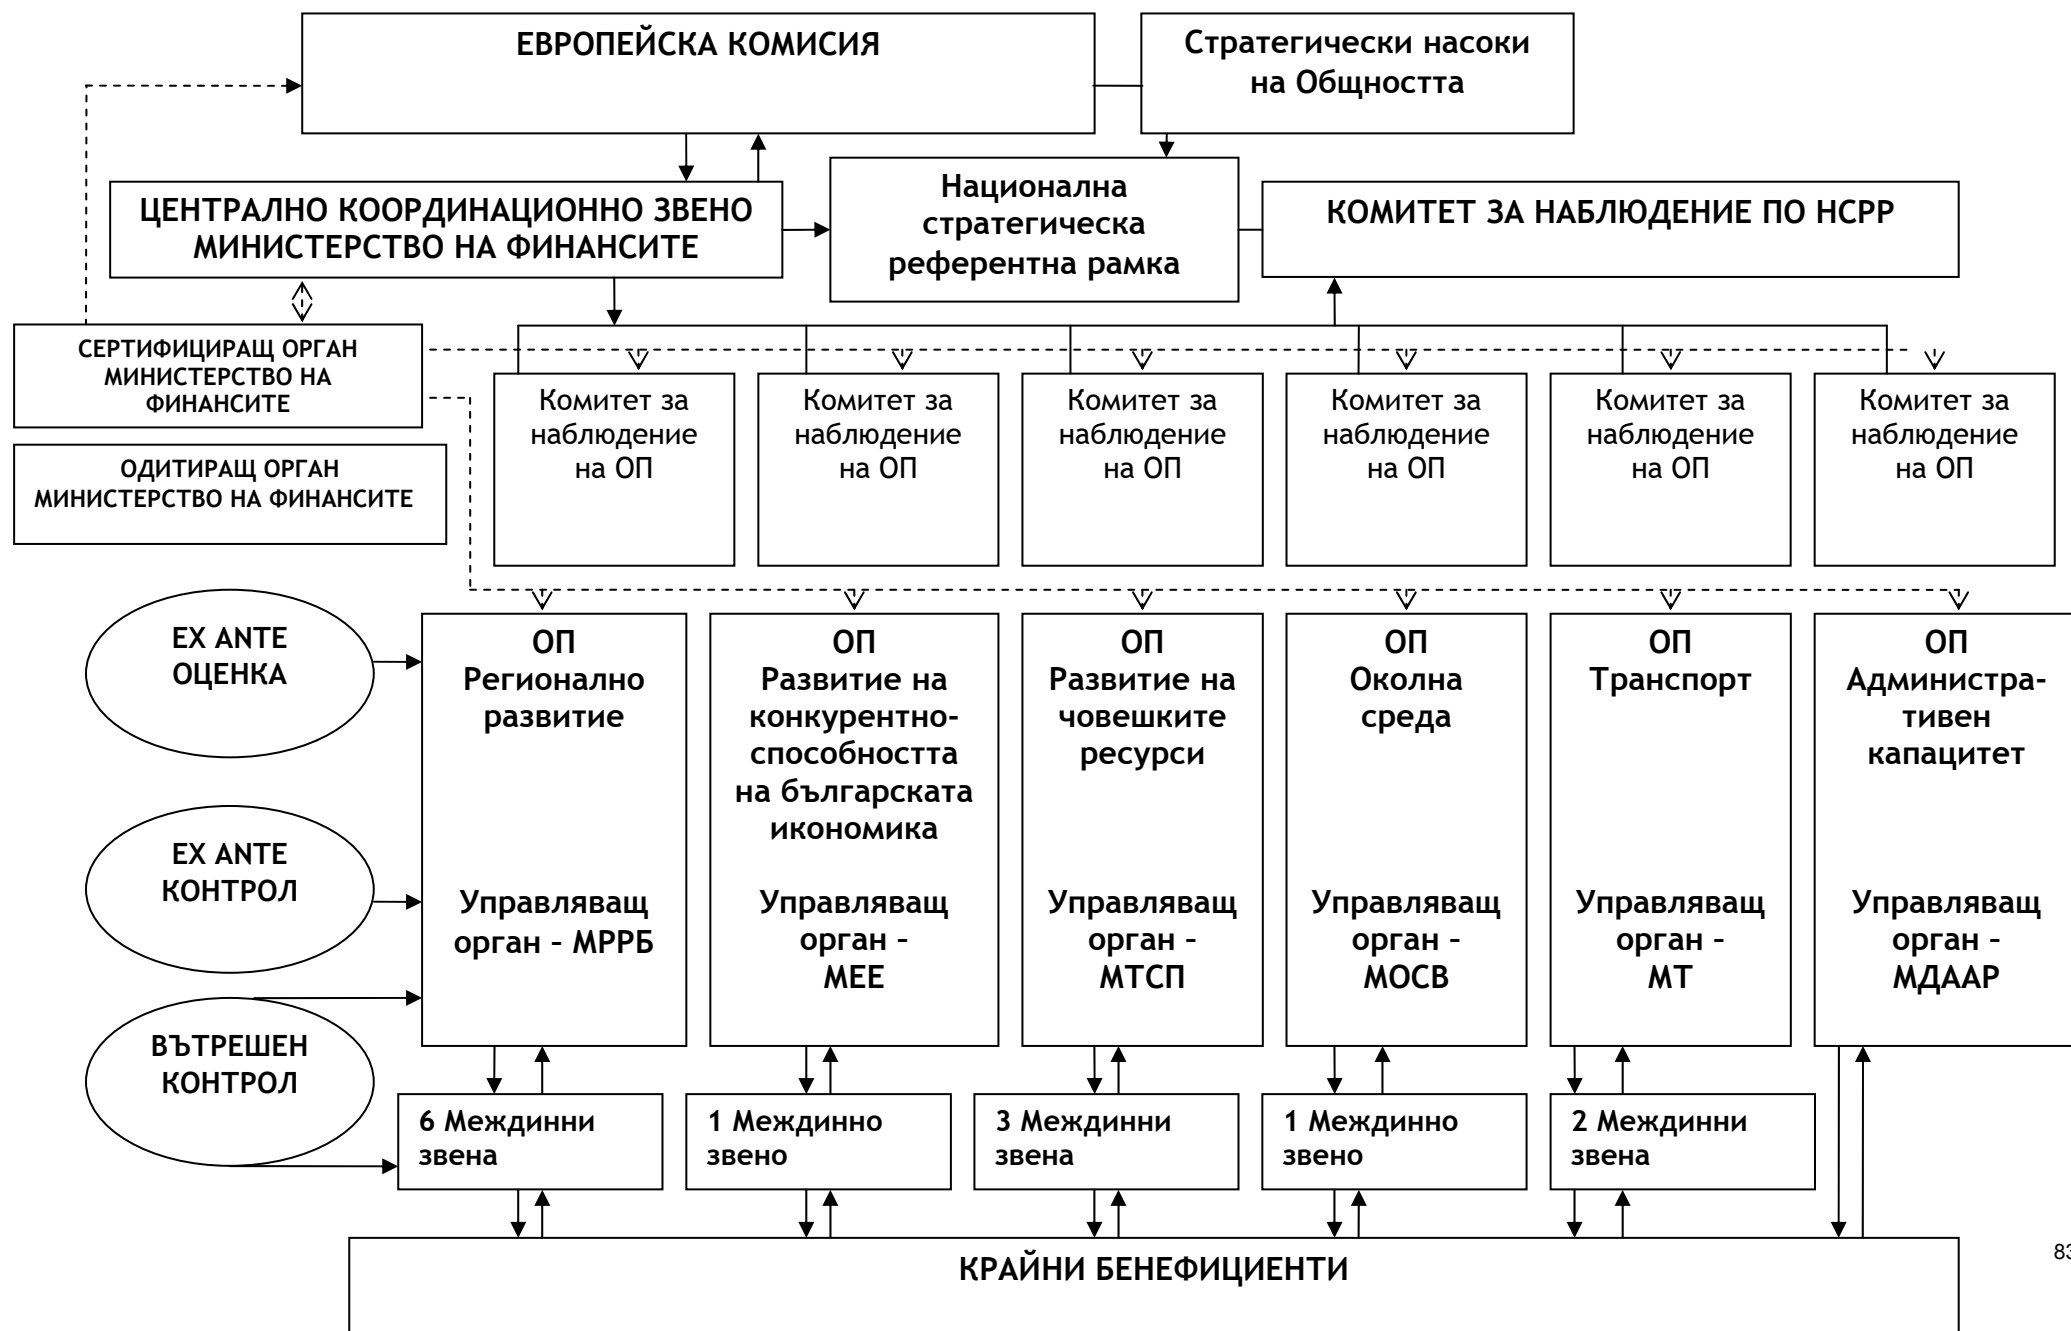 ЕВРОПЕЙСКА КОМИСИЯ
Стратегически насоки
на Общността
ЦЕНТРАЛНО КООРДИНАЦИОННО ЗВЕНО
МИНИСТЕРСТВО НА ФИНАНСИТЕ
Национална
стратегическа
референтна рамка
КОМИТЕТ ЗА НАБЛЮДЕНИЕ ПО НСРР
СЕРТИФИЦИРАЩ ОРГАН
МИНИСТЕРСТВО НА
ФИНАНСИТЕ
ОДИТИРАЩ ОРГАН
МИНИСТЕРСТВО НА ФИНАНСИТЕ
Комитет за
наблюдение
на ОП
Комитет за
наблюдение
на ОП
Комитет за
наблюдение
на ОП
Комитет за
наблюдение
на ОП
Комитет за
наблюдение
на ОП
Комитет за
наблюдение
на ОП
EX ANTE
ОЦЕНКА
EX ANTE
КОНТРОЛ
ВЪТРЕШЕН
КОНТРОЛ
ОП
Регионално
развитие
Управляващ
орган – МРРБ
ОП
Развитие на
конкурентно-
способността
на българската
икономика
Управляващ
орган –
МЕЕ
ОП
Развитие на
човешките
ресурси
Управляващ
орган –
МТСП
ОП
Околна
среда
Управляващ
орган –
МОСВ
ОП
Транспорт
Управляващ
орган –
МТ
ОП
Администра-
тивен
капацитет
Управляващ
орган –
МДААР
6 Междинни
звена
1 Междинно
звено
3 Междинни
звена
1 Междинно
звено
2 Междинни
звена
КРАЙНИ БЕНЕФИЦИЕНТИ
83